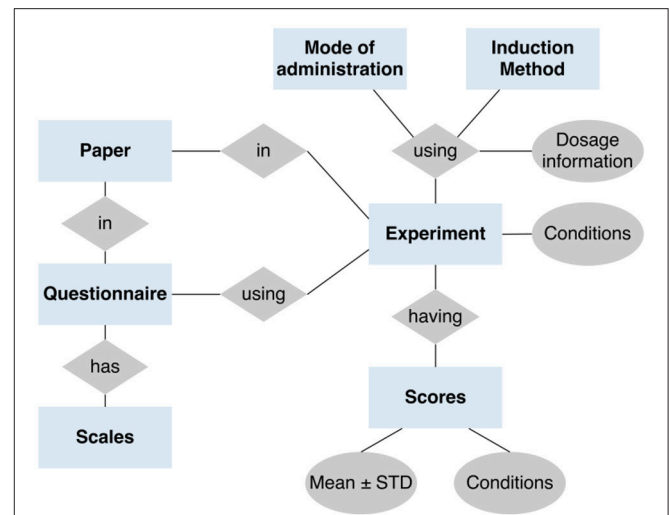 Mode of
administration
Induction
Method
Paper
in
using
Dosage
information
in
Experiment
Conditions
Questionnaire
using
having
has
Scores
Scales
Mean ± STD
Conditions